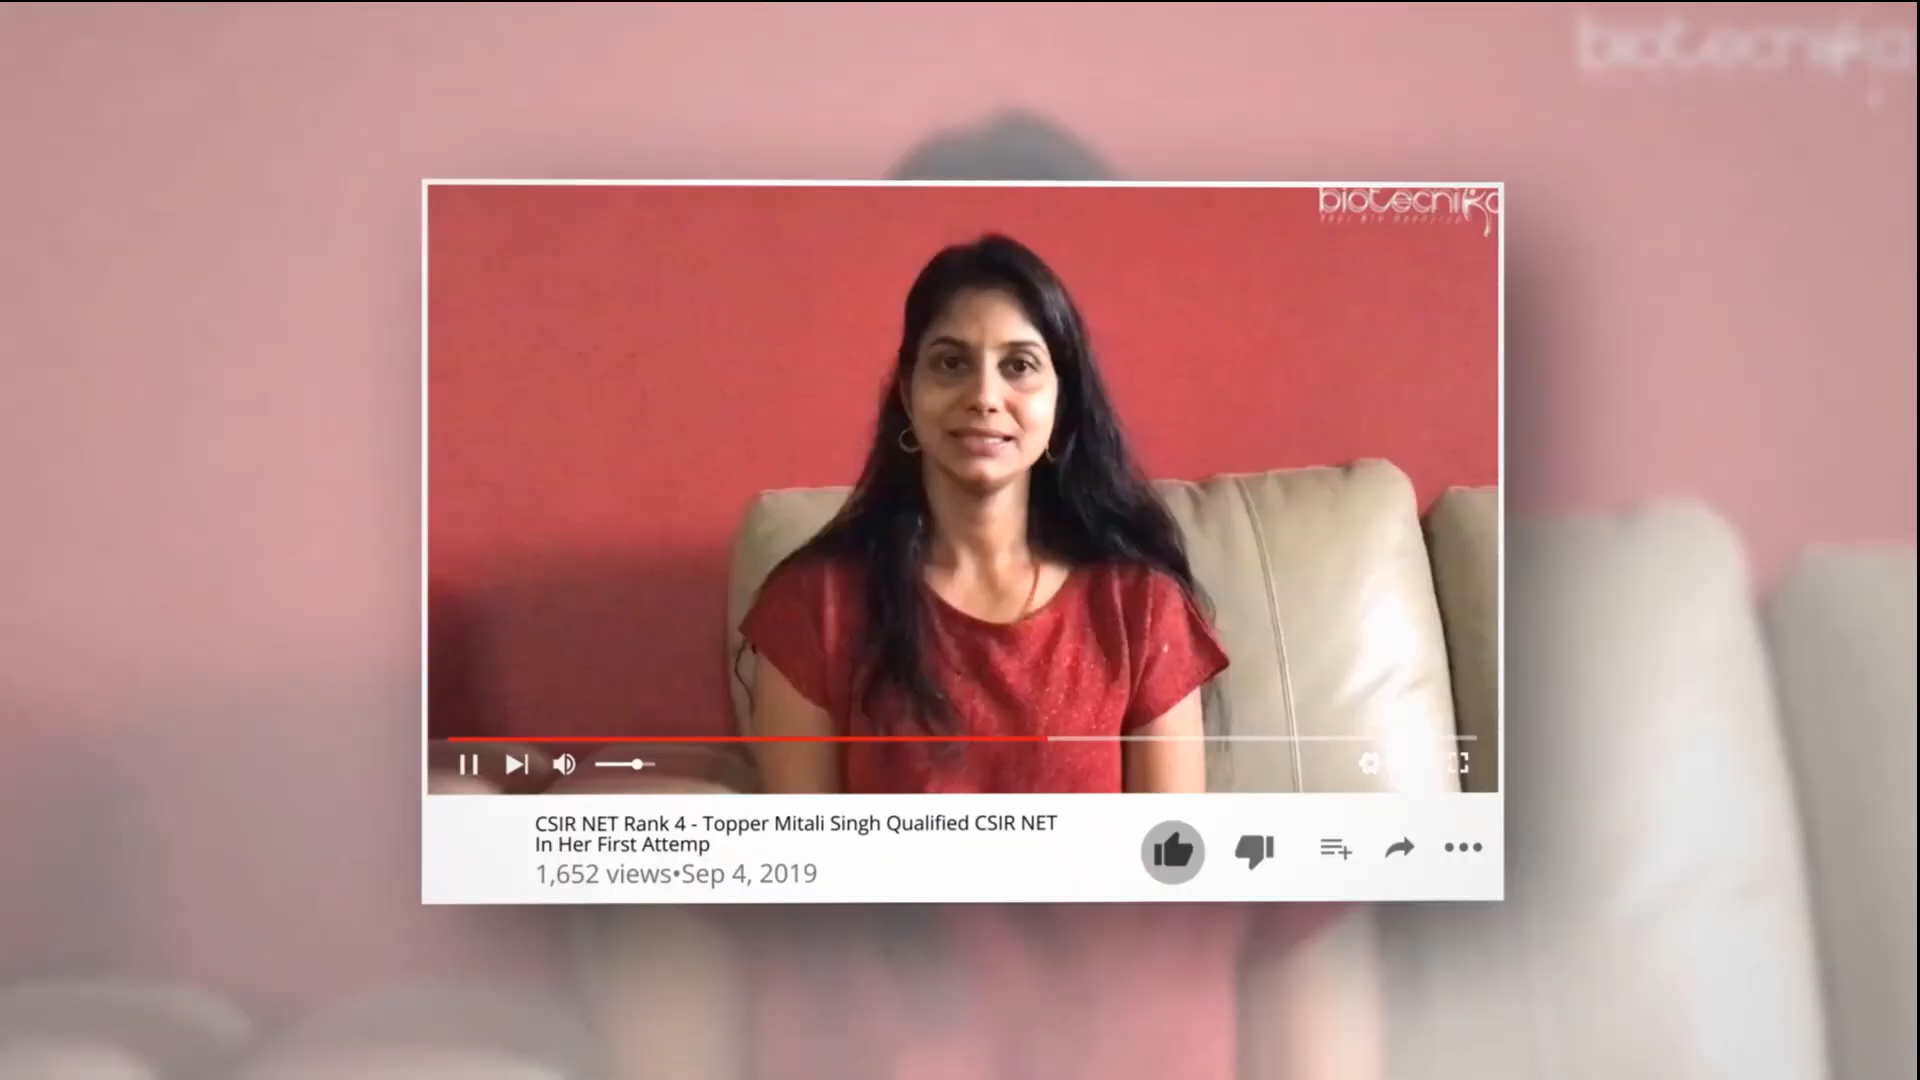 biotecnika
biotecnika
CSIR NET Rank 4 - Topper Mitali Singh Qualified CSIR NET
In Her First Attemp
1,652 views•Sep 4, 2019